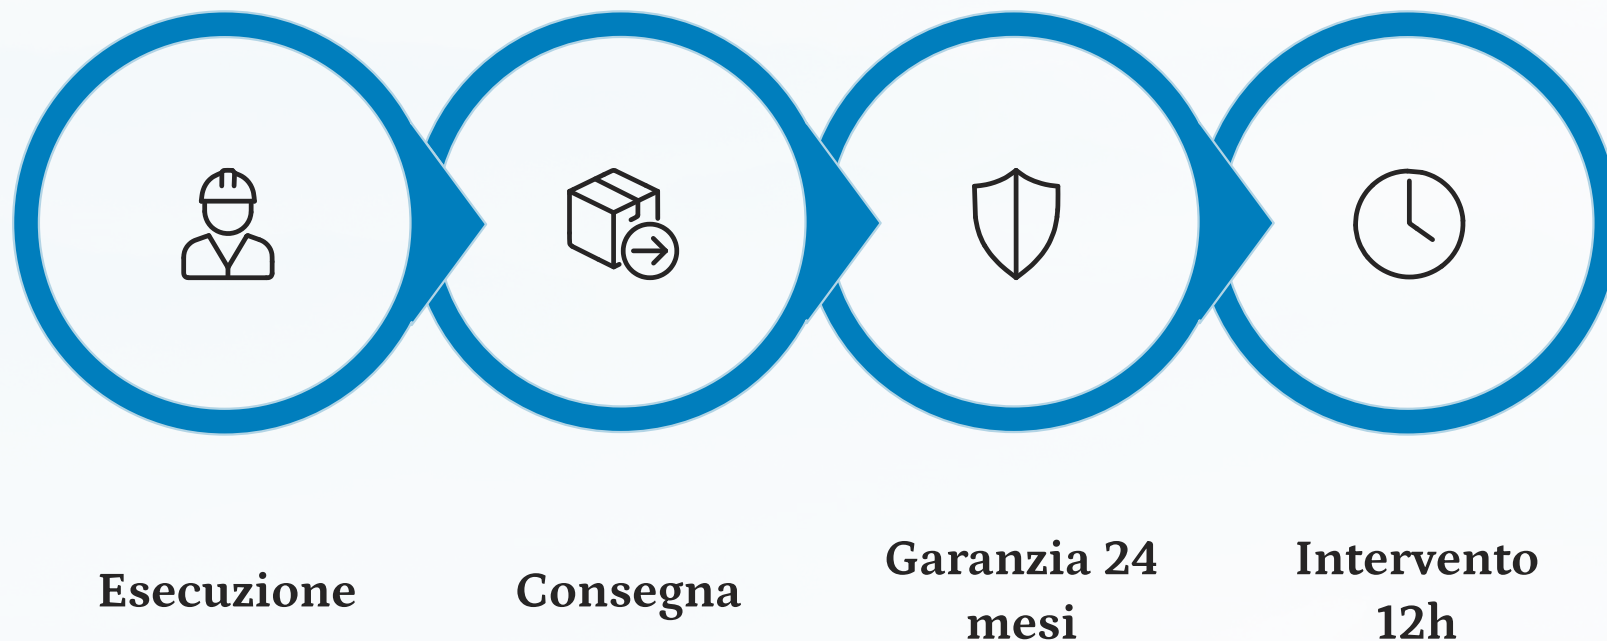 Esecuzione
Consegna
Garanzia 24
mesi
Intervento
12h